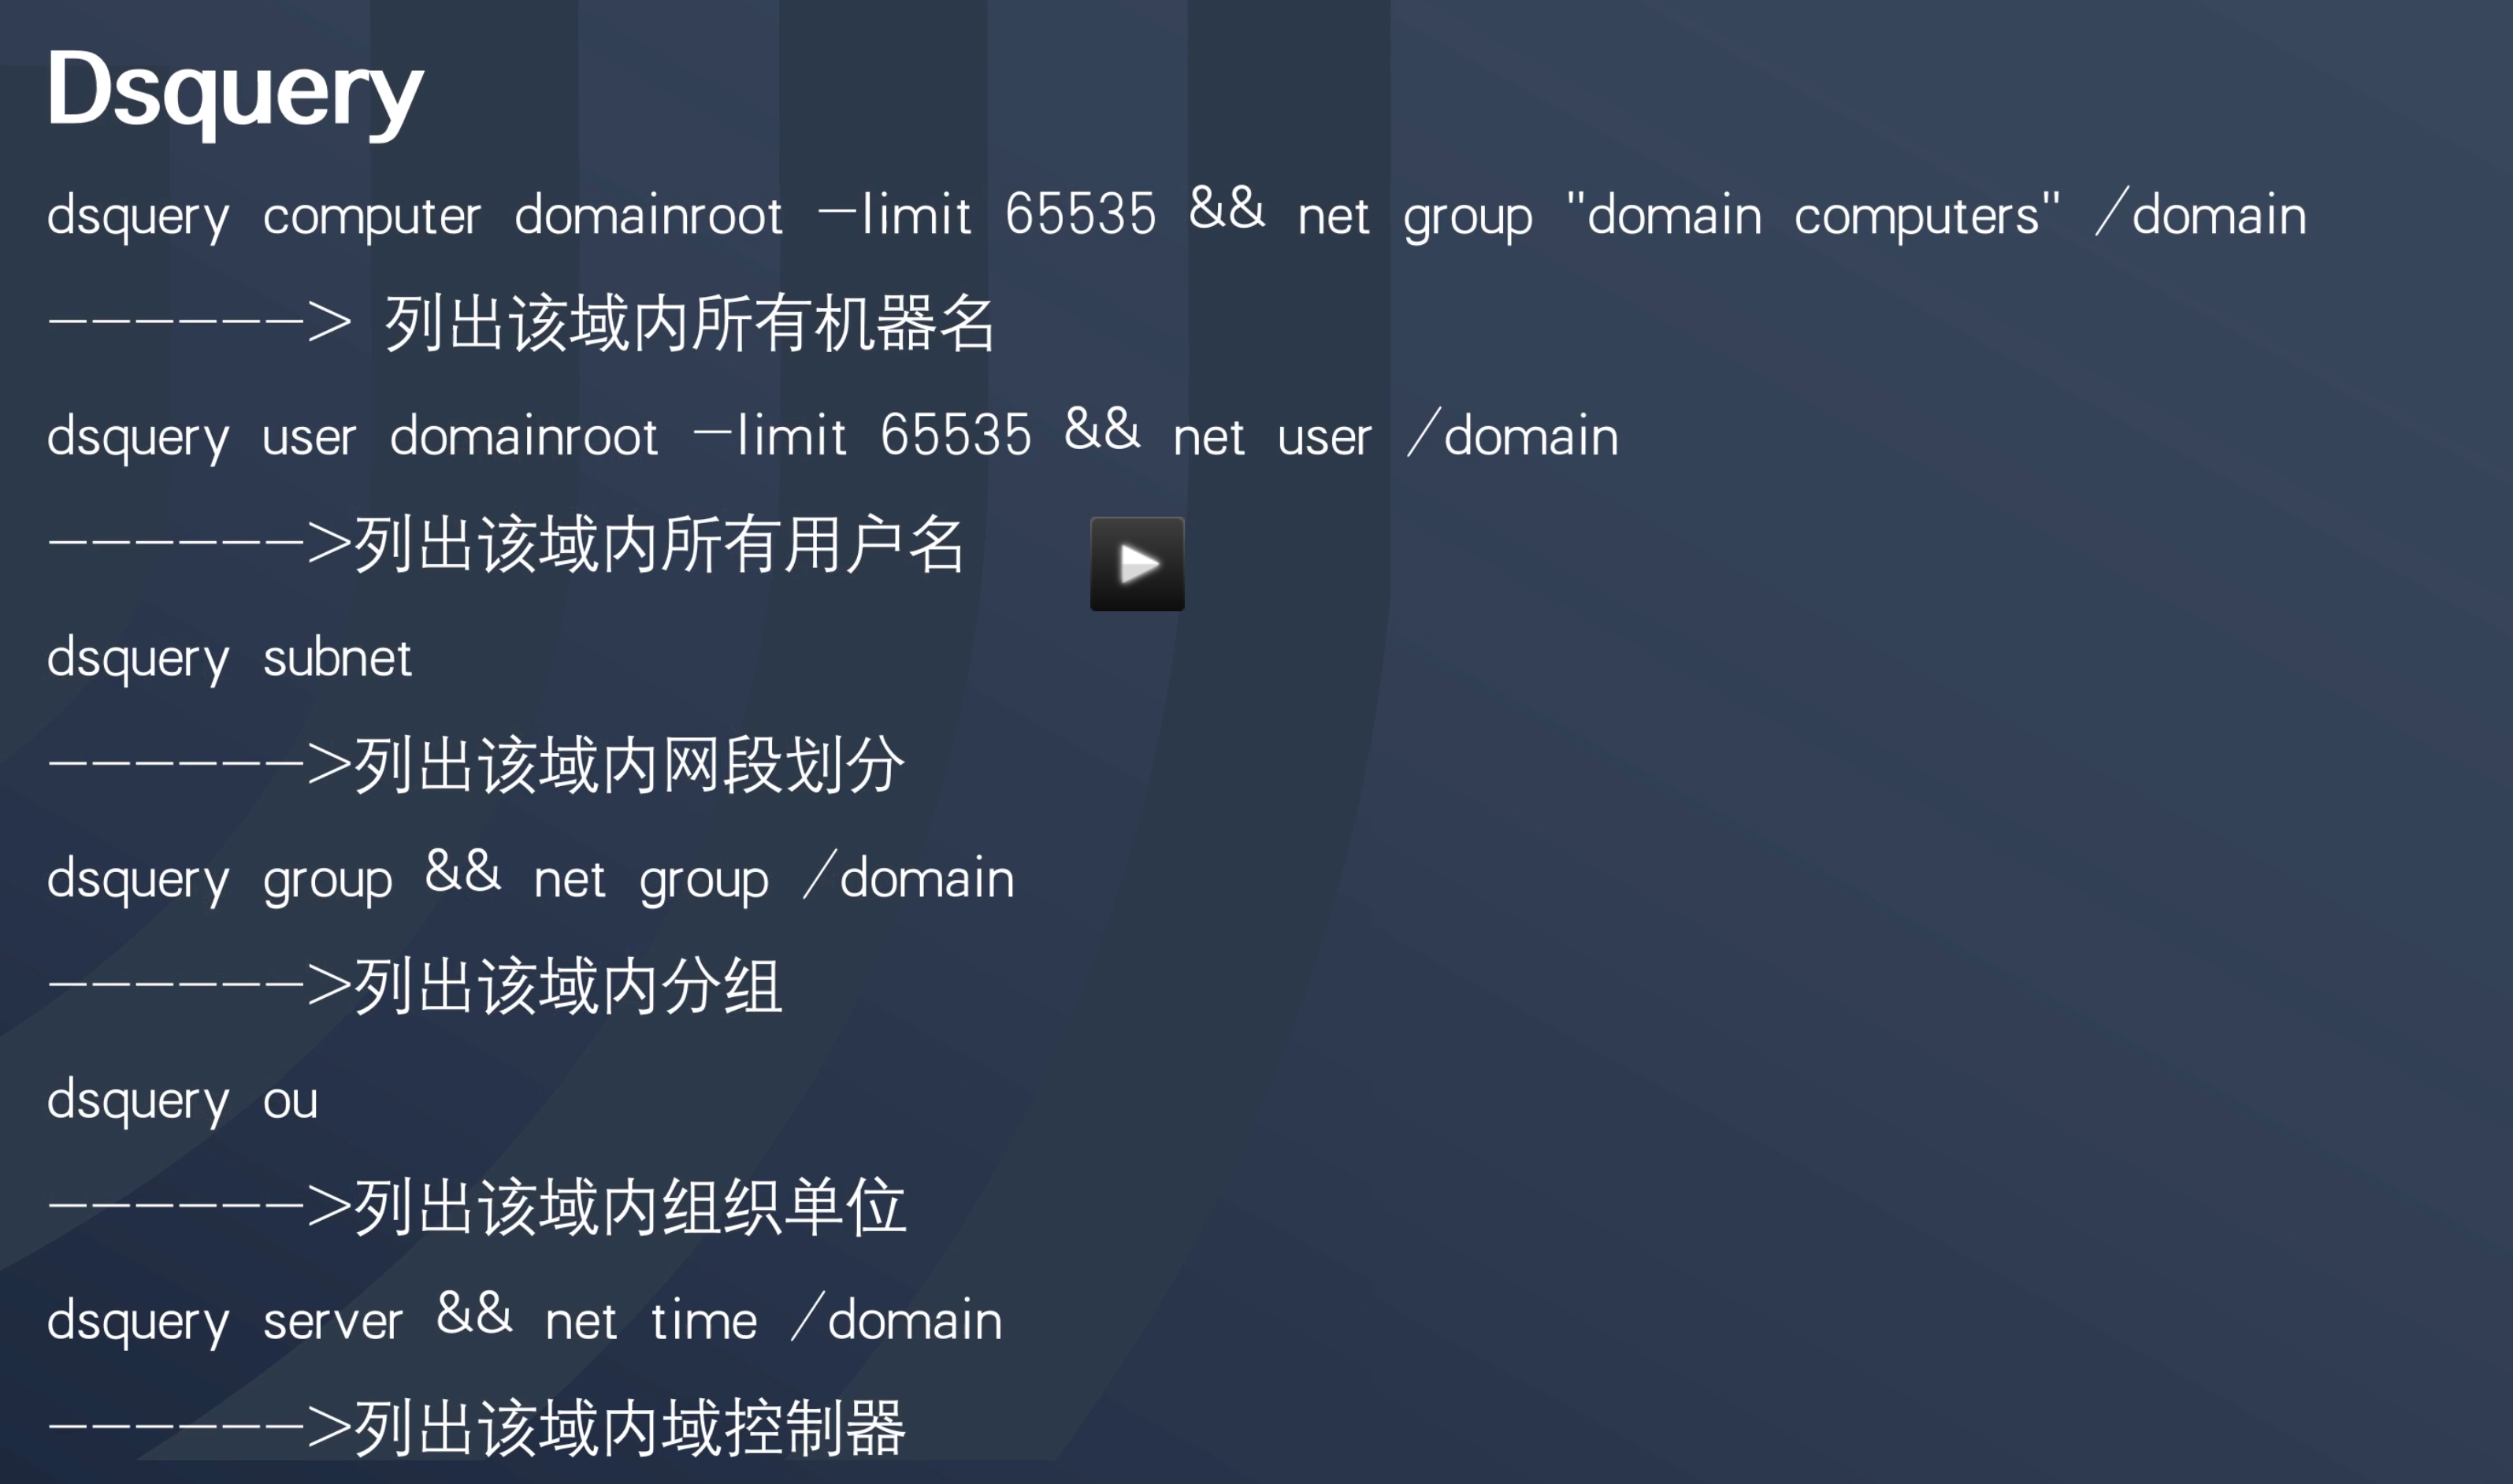 Dsquery
dsquery computer domainroot -limit 65535 && net group "domain computers" /domain
------> 列出该域内所有机器名
dsquery user domainroot -limit 65535 && net user /domain
------>列出该域内所有用户名
dsquery subnet
------>列出该域内网段划分
dsquery group && net group /domain
------>列出该域内分组
dsquery ou
------>列出该域内组织单位
dsquery server && net time /domain
------>列出该域内域控制器